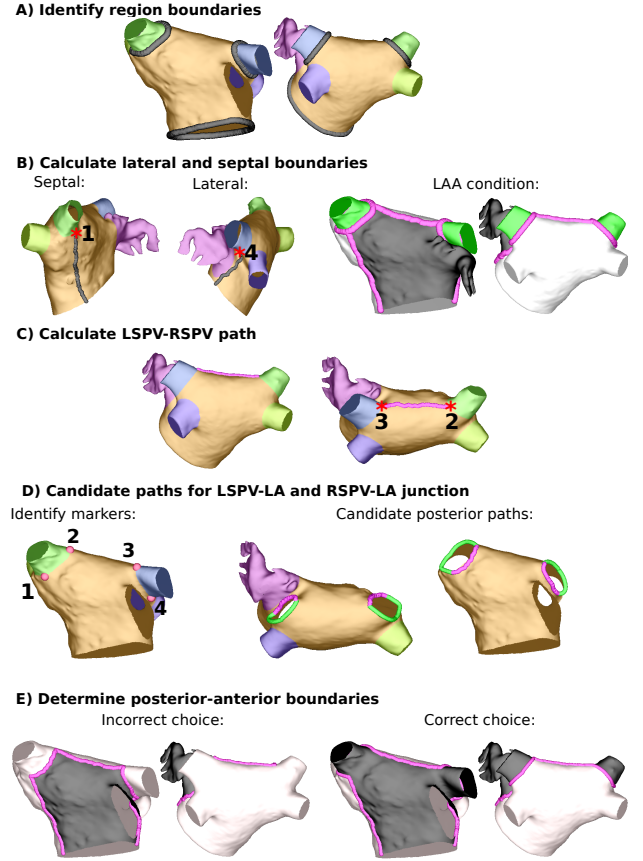 A) Identify region boundaries
B) Calculate lateral and septal boundaries
Septal:
Lateral:
LAA condition:
1
4
C) Calculate LSPV-RSPV path
3
2
D) Candidate paths for LSPV-LA and RSPV-LA junction
Identify markers:
Candidate posterior paths:
2
3
1
4
E) Determine posterior-anterior boundaries
Incorrect choice:
Correct choice: